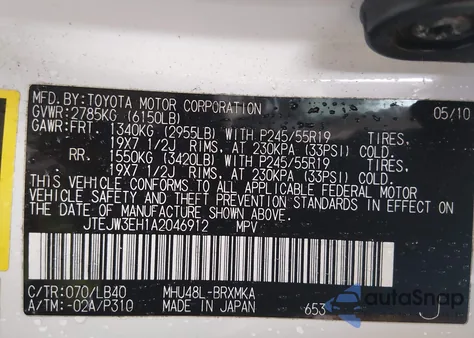 MFD.BY:TOYOTA MOTOR CORPORATION 05/10
GVWR:2785KG (6150LB)
GAWR:FRT. 1340KG (2955LB) WITH P245/55R19 TIRES,
19X7 1/2J RIMS, AT 230KPA (33PSI) COLD.
RR. 1550KG (3420LB) WITH P245/55R19 TIRES,
19X7 1/2J RIMS, AT 230KPA (33PSI) COLD.
THIS VEHICLE CONFORMS TO ALL APPLICABLE FEDERAL MOTOR
VEHICLE SAFETY AND THEFT PREVENTION STANDARDS IN EFFECT ON
THE DATE OF MANUFACTURE SHOWN ABOVE.
JTEJW3EH1A2046912 MPV
C/TR:070/LB40 MHU48L-BRXMKA
A/TM:-02A/P310 MADE IN JAPAN 653 J
autoSnap